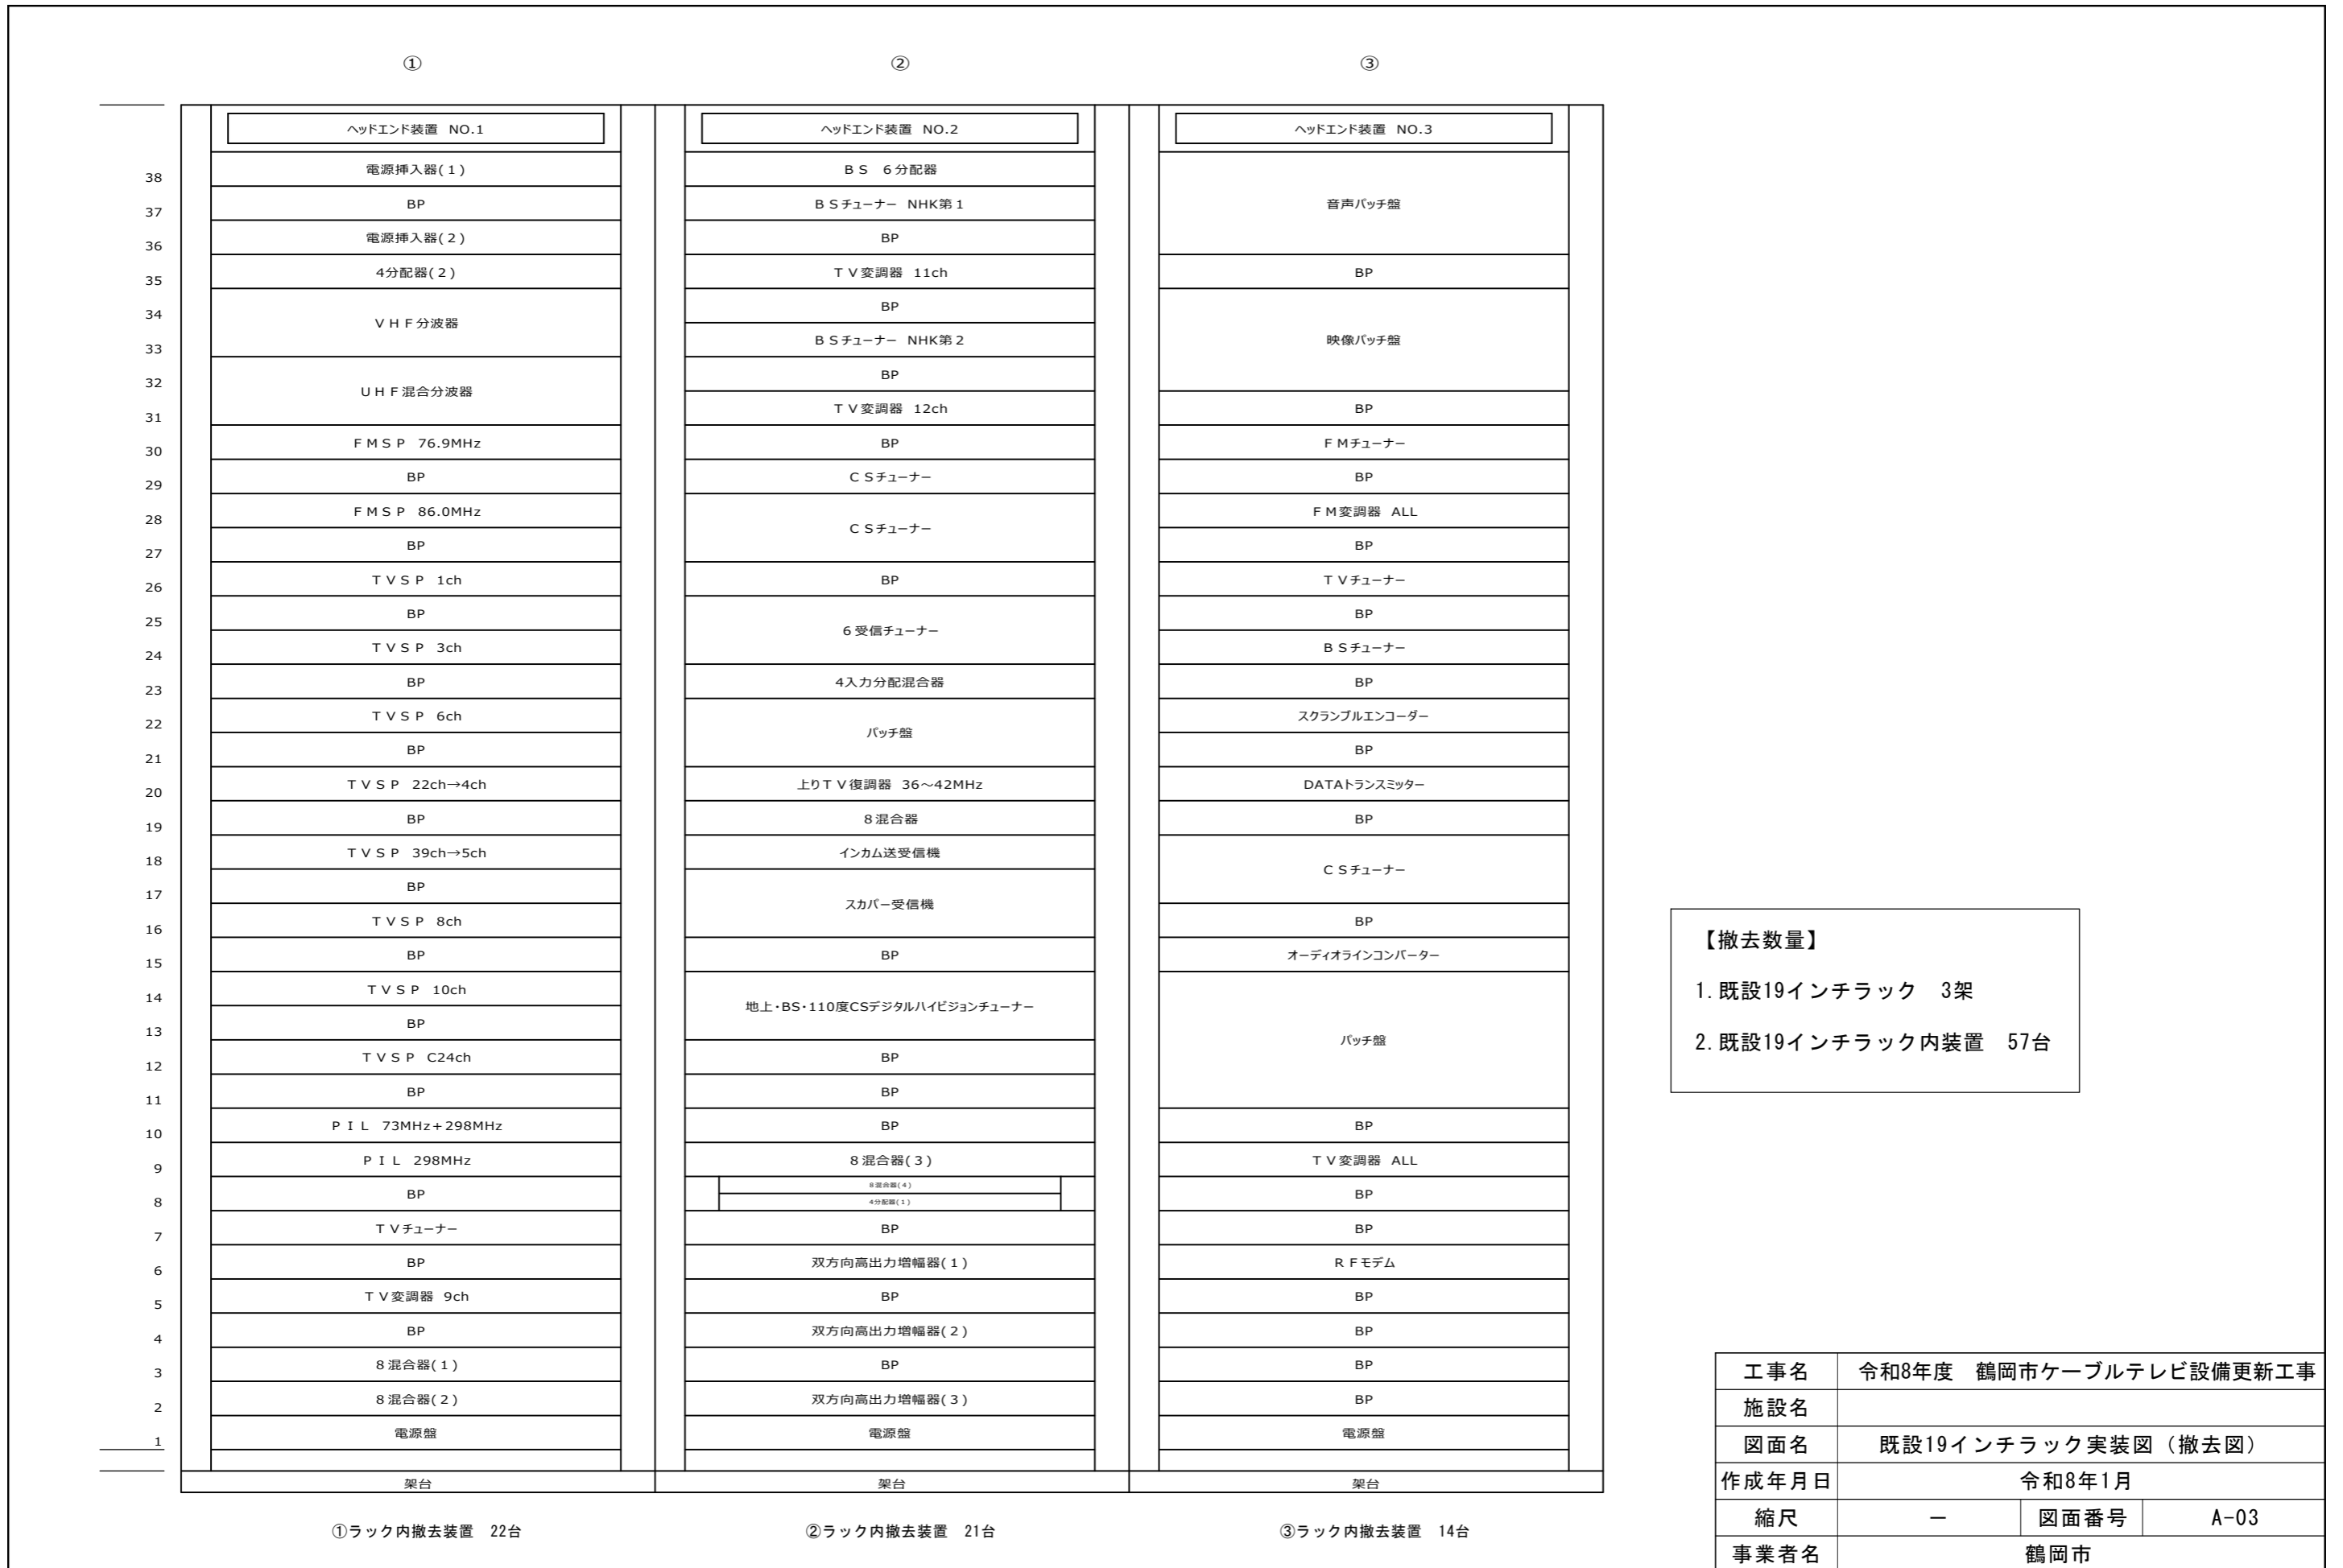 ① ② ③
ヘッドエンド装置 NO.1
電源挿入器(1)
BP
電源挿入器(2)
4分配器(2)
VHF分波器
UHF混合分波器
FMSP 76.9MHz
BP
FMSP 86.0MHz
BP
TVSP 1ch
BP
TVSP 3ch
BP
TVSP 6ch
BP
TVSP 22ch→4ch
BP
TVSP 39ch→5ch
BP
TVSP 8ch
BP
TVSP 10ch
BP
TVSP C24ch
BP
PIL 73MHz+298MHz
PIL 298MHz
BP
TVチューナー
BP
TV変調器 9ch
BP
8混合器(1)
8混合器(2)
電源盤
架台
①ラック内撤去装置 22台
ヘッドエンド装置 NO.2
BS 6分配器
BSチューナー NHK第1
BP
TV変調器 11ch
BP
BSチューナー NHK第2
BP
TV変調器 12ch
BP
CSチューナー
CSチューナー
BP
6受信チューナー
4入力分配混合器
パッチ盤
上りTV復調器 36~42MHz
8混合器
インカム送受信機
スカパー受信機
BP
地上・BS・110度CSデジタルハイビジョンチューナー
BP
BP
BP
8混合器(3)
8混合器(4)
4分配器(1)
BP
双方向高出力増幅器(1)
BP
双方向高出力増幅器(2)
BP
双方向高出力増幅器(3)
電源盤
架台
②ラック内撤去装置 21台
ヘッドエンド装置 NO.3
音声パッチ盤
BP
映像パッチ盤
BP
FMチューナー
BP
FM変調器 ALL
BP
TVチューナー
BP
BSチューナー
BP
スクランブルエンコーダー
BP
DATAトランスミッター
BP
CSチューナー
BP
オーディオラインコンバーター
パッチ盤
BP
TV変調器 ALL
BP
BP
RFモデム
BP
BP
BP
BP
電源盤
架台
③ラック内撤去装置 14台
38
37
36
35
34
33
32
31
30
29
28
27
26
25
24
23
22
21
20
19
18
17
16
15
14
13
12
11
10
9
8
7
6
5
4
3
2
1
【撤去数量】
1.既設19インチラック 3架
2.既設19インチラック内装置 57台
工事名 令和8年度 鶴岡市ケーブルテレビ設備更新工事
施設名
図面名 既設19インチラック実装図（撤去図）
作成年月日 令和8年1月
縮尺 — 図面番号 A-03
事業者名 鶴岡市